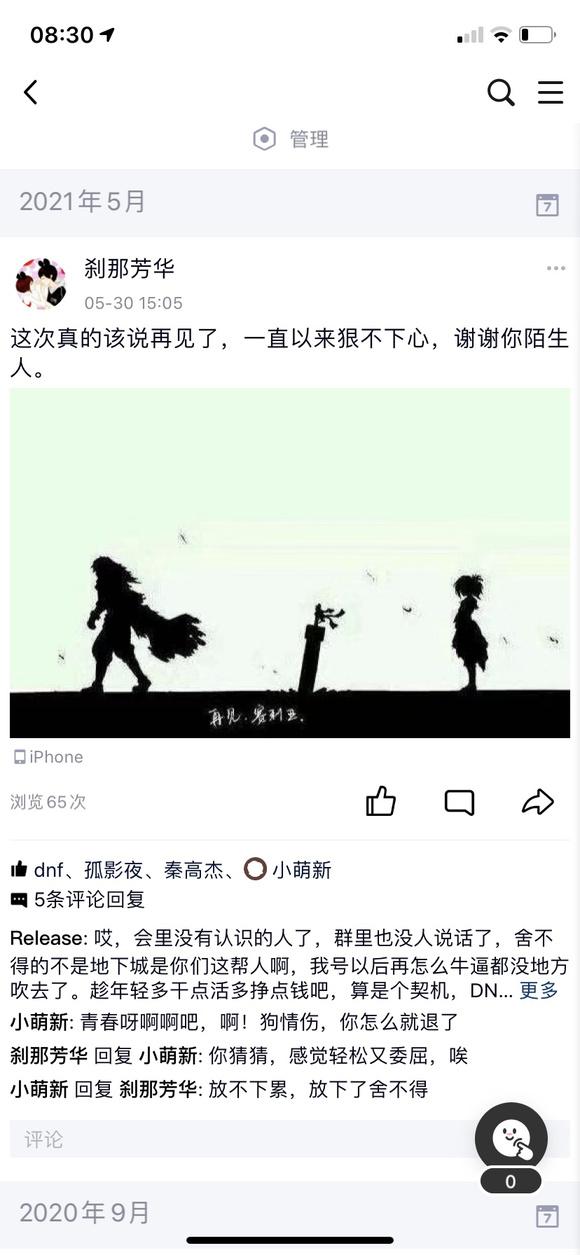 08:30
管理
2021年5月
7
刹那芳华
05-30 15:05
这次真的该说再见了，一直以来狠不下心，谢谢你陌生
人。
再见.赛利亚.
iPhone
浏览65次
dnf、孤影夜、秦高杰、小萌新
5条评论回复
Release: 哎，会里没有认识的人了，群里也没人说话了，舍不
得的不是地下城是你们这帮人啊，我号以后再怎么牛逼都没地方
吹去了。趁年轻多干点活多挣点钱吧，算是个契机，DN... 更多
小萌新: 青春呀啊啊吧，啊！狗情伤，你怎么就退了
刹那芳华 回复 小萌新: 你猜猜，感觉轻松又委屈，唉
小萌新 回复 刹那芳华: 放不下累，放下了舍不得
评论
0
2020年9月
7